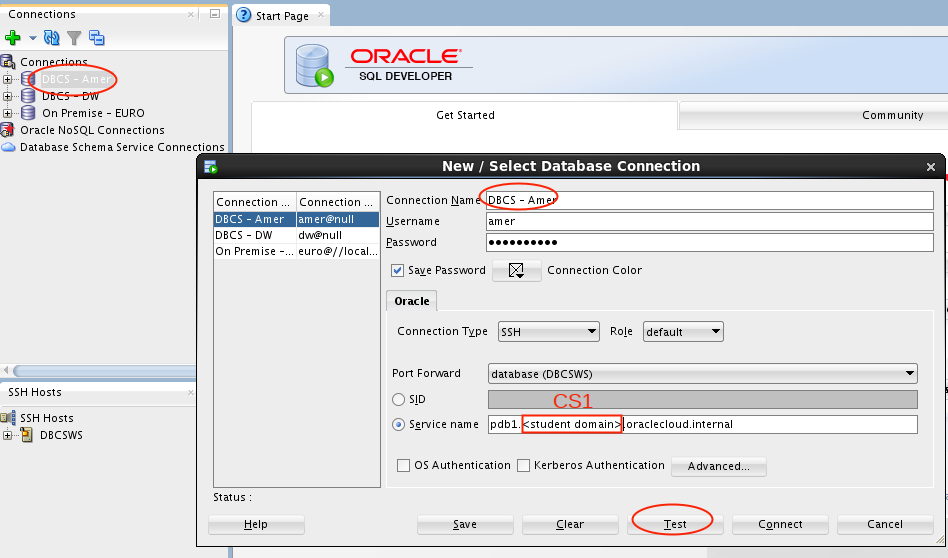 Connections
Connections
DBCS - Amer
DBCS - DW
On Premise - EURO
Oracle NoSQL Connections
Database Schema Service Connections
SSH Hosts
SSH Hosts
DBCSWS
Start Page
ORACLE
SQL DEVELOPER
Get Started
Community
New / Select Database Connection
Connection ... Connection ...
DBCS - Amer amer@null
DBCS - DW dw@null
On Premise -... euro@//local...
Connection Name DBCS - Amer
Username amer
Password ••••••••••
Save Password Connection Color
Oracle
Connection Type SSH Role default
Port Forward database (DBCSWS)
SID CS1
Service name pdb1.<student domain>.oraclecloud.internal
OS Authentication Kerberos Authentication Advanced...
Status :
Help Save Clear Test Connect Cancel